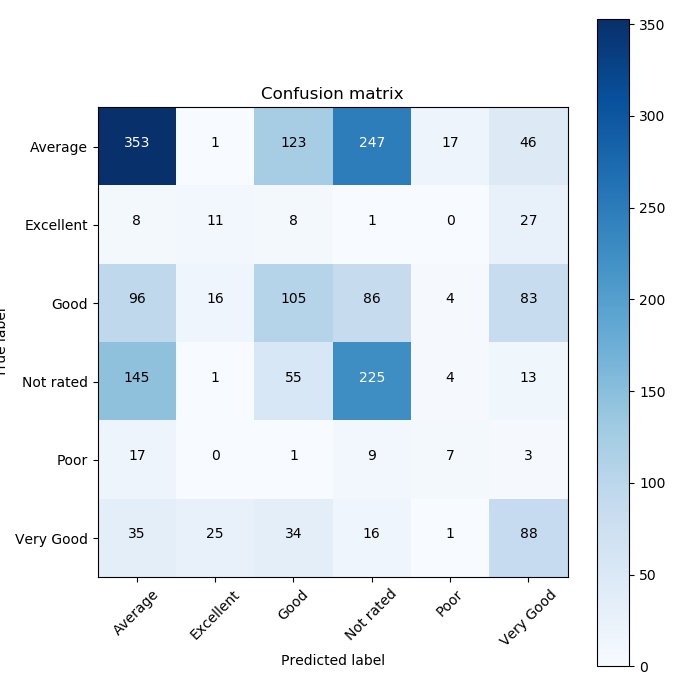 Confusion matrix
Average 353 1 123 247 17 46
Excellent 8 11 8 1 0 27
Good 96 16 105 86 4 83
Not rated 145 1 55 225 4 13
Poor 17 0 1 9 7 3
Very Good 35 25 34 16 1 88
Average Excellent Good Not rated Poor Very Good
Predicted label
True label
350
300
250
200
150
100
50
0